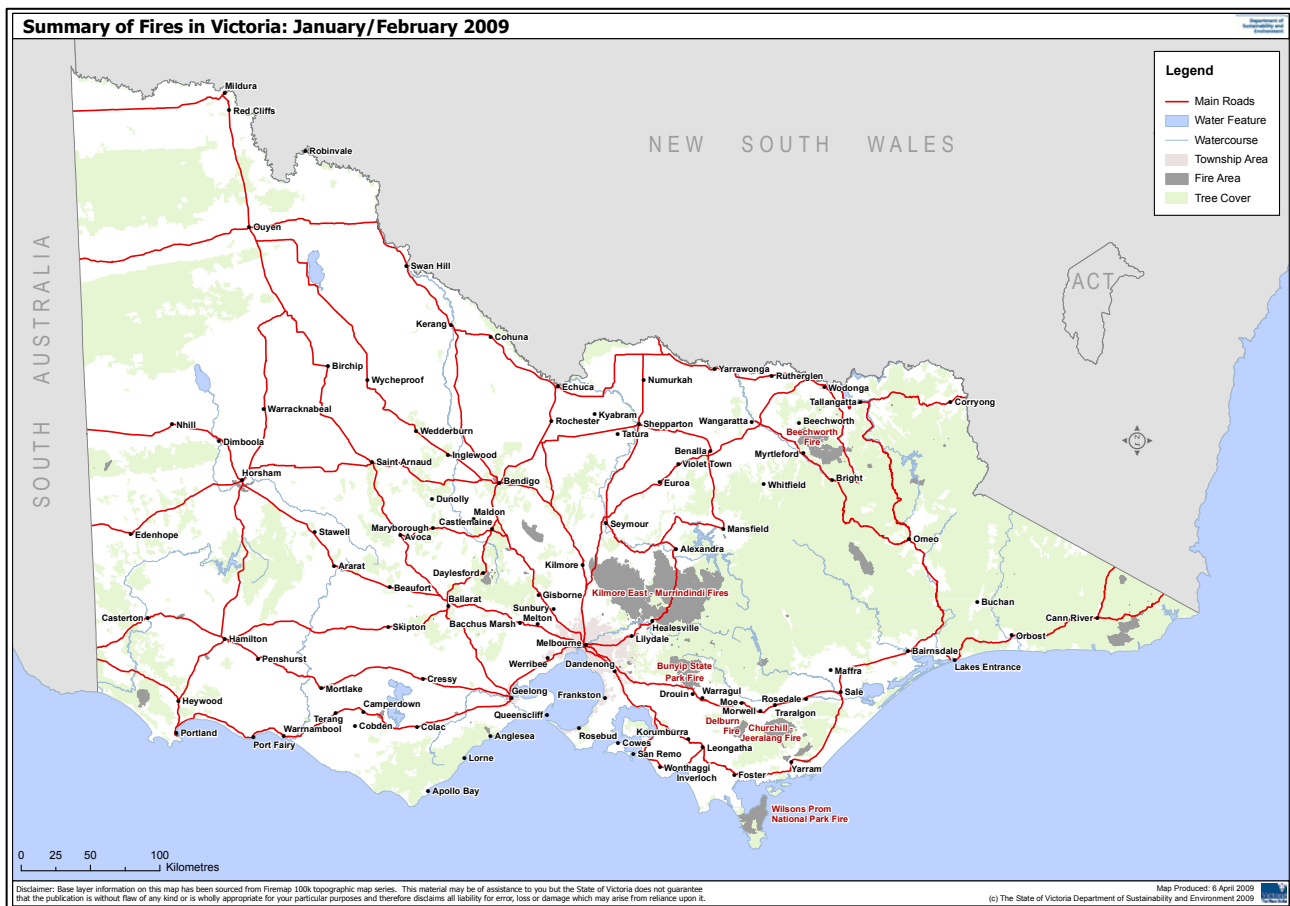 Summary of Fires in Victoria: January/February 2009
Department of
Sustainability and
Environment
Legend
Main Roads
Water Feature
Watercourse
Township Area
Fire Area
Tree Cover
NEW SOUTH WALES
SOUTH AUSTRALIA
ACT
Mildura
Red Cliffs
Robinvale
Ouyen
Swan Hill
Kerang
Cohuna
Birchip
Wycheproof
Echuca
Numurkah
Yarrawonga
Rutherglen
Wodonga
Tallangatta
Corryong
Warracknabeal
Nhill
Dimboola
Wedderburn
Rochester
Kyabram
Shepparton
Tatura
Wangaratta
Beechworth
Beechworth
Fire
Horsham
Saint Arnaud
Inglewood
Bendigo
Benalla
Violet Town
Myrtleford
Euroa
Whitfield
Bright
Dunolly
Maldon
Castlemaine
Maryborough
Avoca
Seymour
Mansfield
Edenhope
Stawell
Omeo
Alexandra
Ararat
Daylesford
Kilmore
Beaufort
Kilmore East - Murrindindi Fires
Gisborne
Ballarat
Sunbury
Buchan
Casterton
Skipton
Bacchus Marsh
Melton
Healesville
Cann River
Hamilton
Lilydale
Orbost
Melbourne
Bairnsdale
Penshurst
Werribee
Dandenong
Bunyip State
Park Fire
Lakes Entrance
Maffra
Cressy
Mortlake
Geelong
Frankston
Drouin
Warragul
Moe
Rosedale
Sale
Heywood
Camperdown
Morwell
Traralgon
Terang
Queenscliff
Delburn
Fire
Churchill -
Jeeralang Fire
Warrnambool
Cobden
Colac
Portland
Port Fairy
Anglesea
Rosebud
Korumburra
Cowes
Leongatha
San Remo
Lorne
Wonthaggi
Inverloch
Foster
Yarram
Apollo Bay
Wilsons Prom
National Park Fire
0 25 50 100
Kilometres
Disclaimer: Base layer information on this map has been sourced from Firemap 100k topographic map series. This material may be of assistance to you but the State of Victoria does not guarantee
that the publication is without flaw of any kind or is wholly appropriate for your particular purposes and therefore disclaims all liability for error, loss or damage which may arise from reliance upon it.
Map Produced: 6 April 2009
(c) The State of Victoria Department of Sustainability and Environment 2009